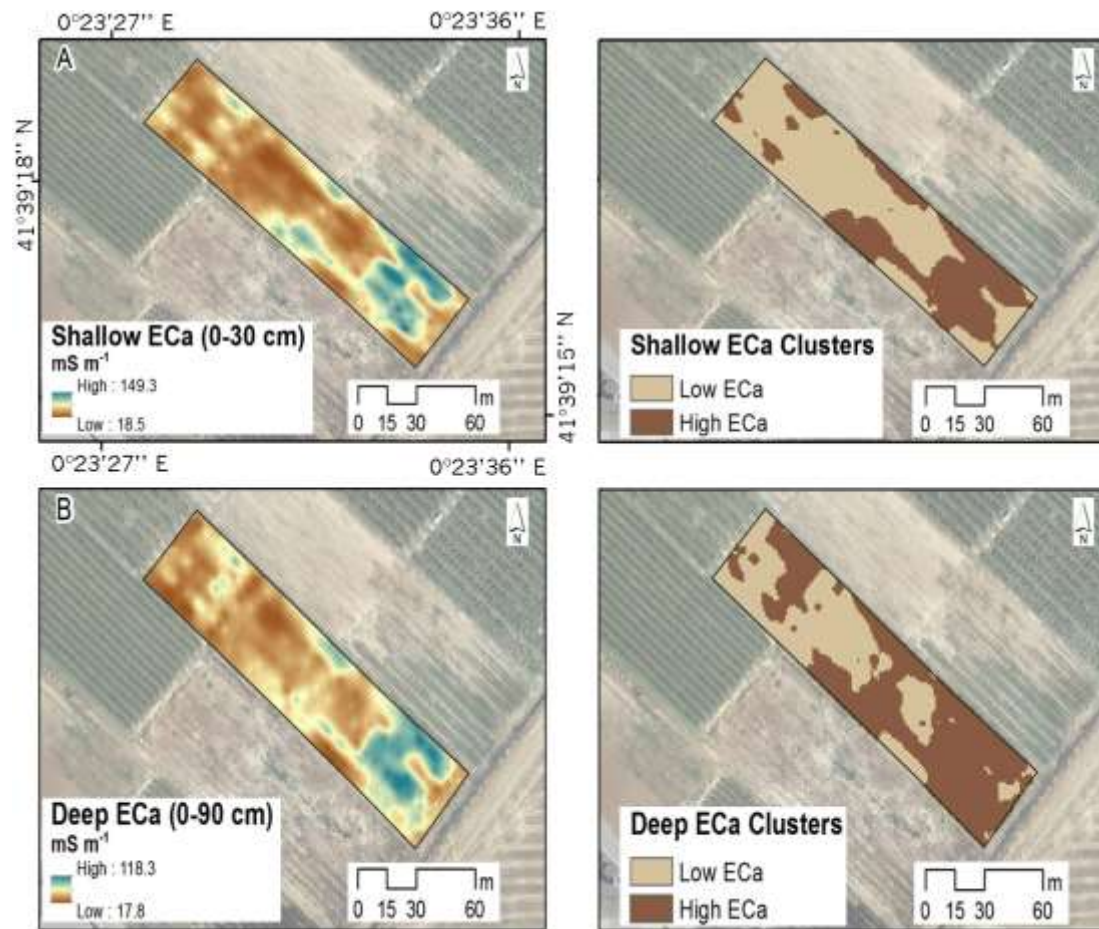 0°23'27'' E
0°23'36'' E
A
N
41°39'18'' N
Shallow ECa (0-30 cm)
mS m⁻¹
High : 149.3
Low : 18.5
m
0 15 30 60
41°39'15'' N
N
Shallow ECa Clusters
Low ECa
High ECa
m
0 15 30 60
0°23'27'' E
0°23'36'' E
B
N
Deep ECa (0-90 cm)
mS m⁻¹
High : 118.3
Low : 17.8
m
0 15 30 60
N
Deep ECa Clusters
Low ECa
High ECa
m
0 15 30 60